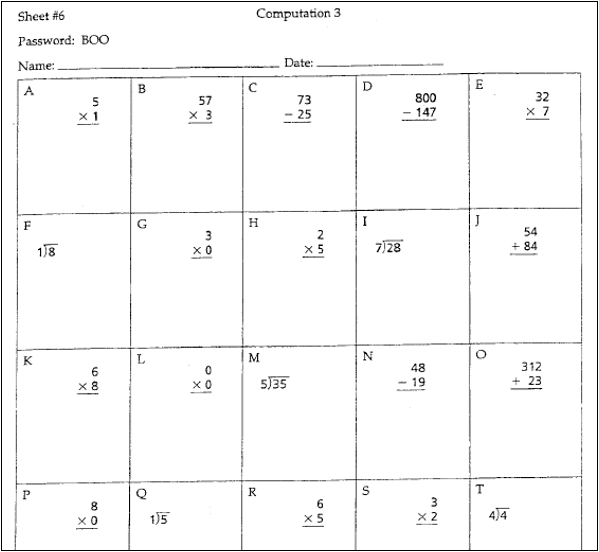 Sheet #6
Computation 3
Password: BOO
Name: Date:
A B C D E
5 57 73 800 32
× 1 × 3 − 25 − 147 × 7
F G H I J
1)8 3 2 7)28 54
× 0 × 5 + 84
K L M N O
6 0 5)35 48 312
× 8 × 0 − 19 + 23
P Q R S T
8 1)5 6 3 4)4
× 0 × 5 × 2